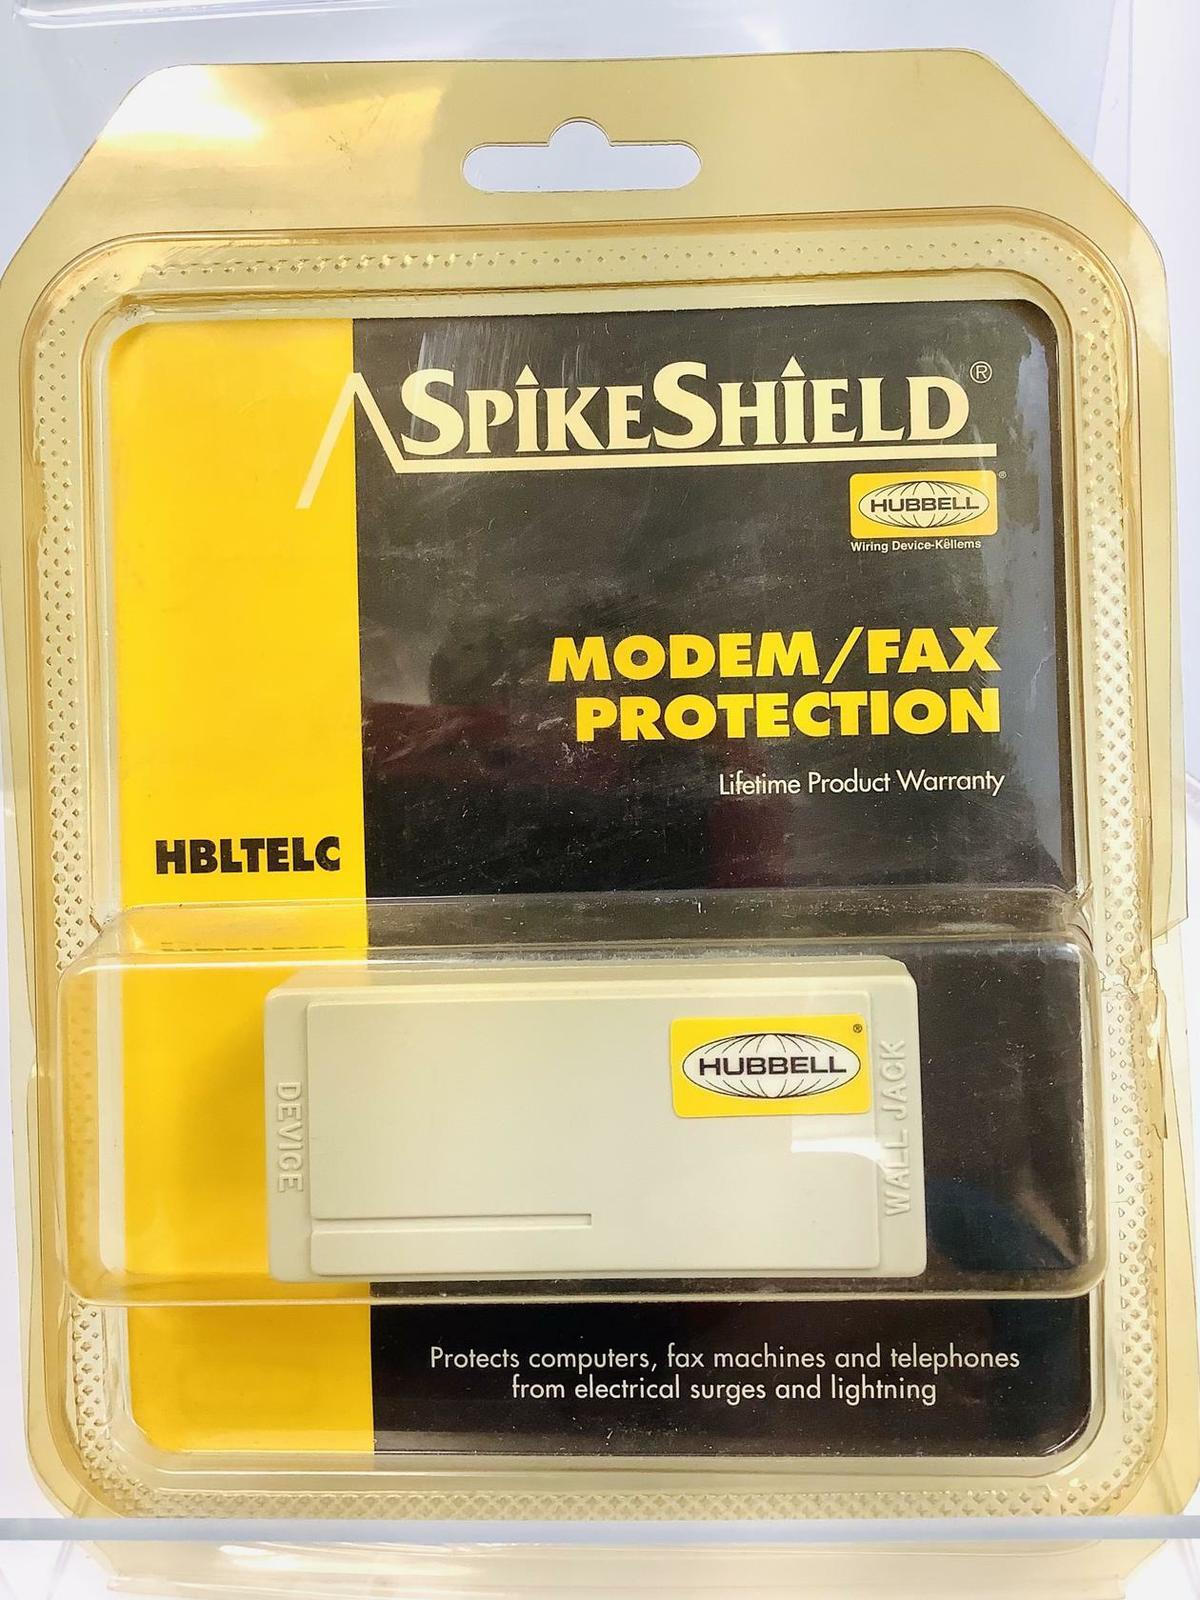 SPIKESHIELD®
HUBBELL®
Wiring Device-Kellems
MODEM/FAX
PROTECTION
Lifetime Product Warranty
HBLTELC
DEVICE
HUBBELL®
WALL JACK
Protects computers, fax machines and telephones
from electrical surges and lightning